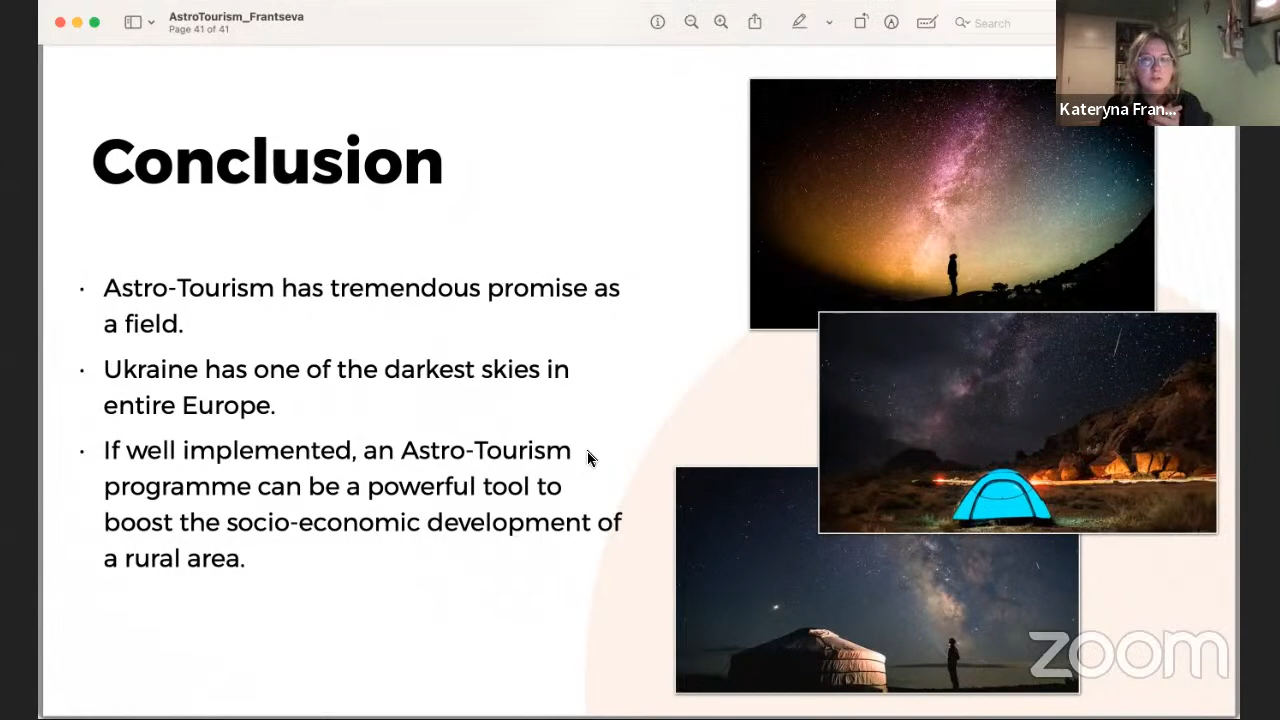 AstroTourism_Frantseva
Page 41 of 41
Search
Kateryna Fran...
Conclusion
· Astro-Tourism has tremendous promise as
a field.
· Ukraine has one of the darkest skies in
entire Europe.
· If well implemented, an Astro-Tourism
programme can be a powerful tool to
boost the socio-economic development of
a rural area.
zoom